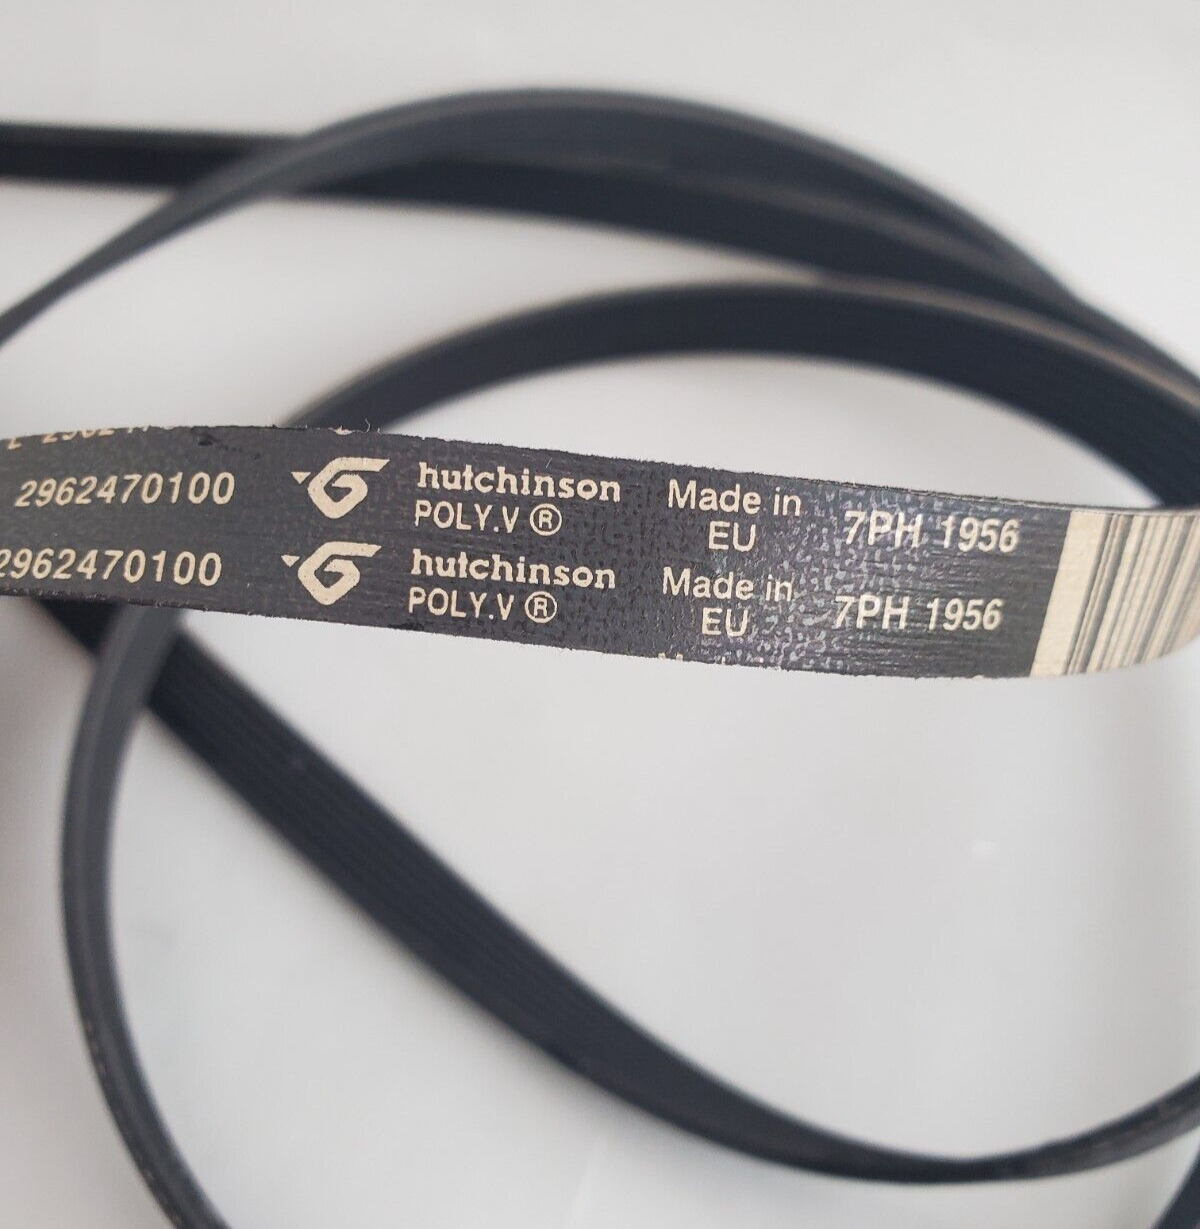 2962470100 hutchinson Made in 7PH 1956
POLY.V ® EU
2962470100 hutchinson Made in 7PH 1956
POLY.V ® EU